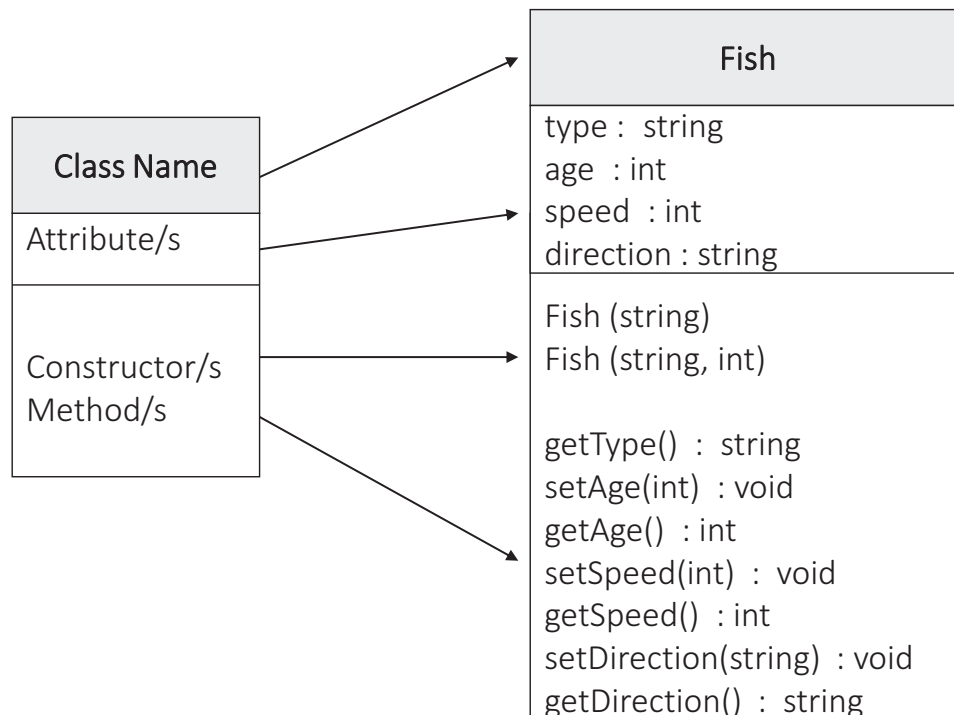 Class Name
Attribute/s
Constructor/s
Method/s
Fish
type : string
age : int
speed : int
direction : string
Fish (string)
Fish (string, int)
getType() : string
setAge(int) : void
getAge() : int
setSpeed(int) : void
getSpeed() : int
setDirection(string) : void
getDirection() : string